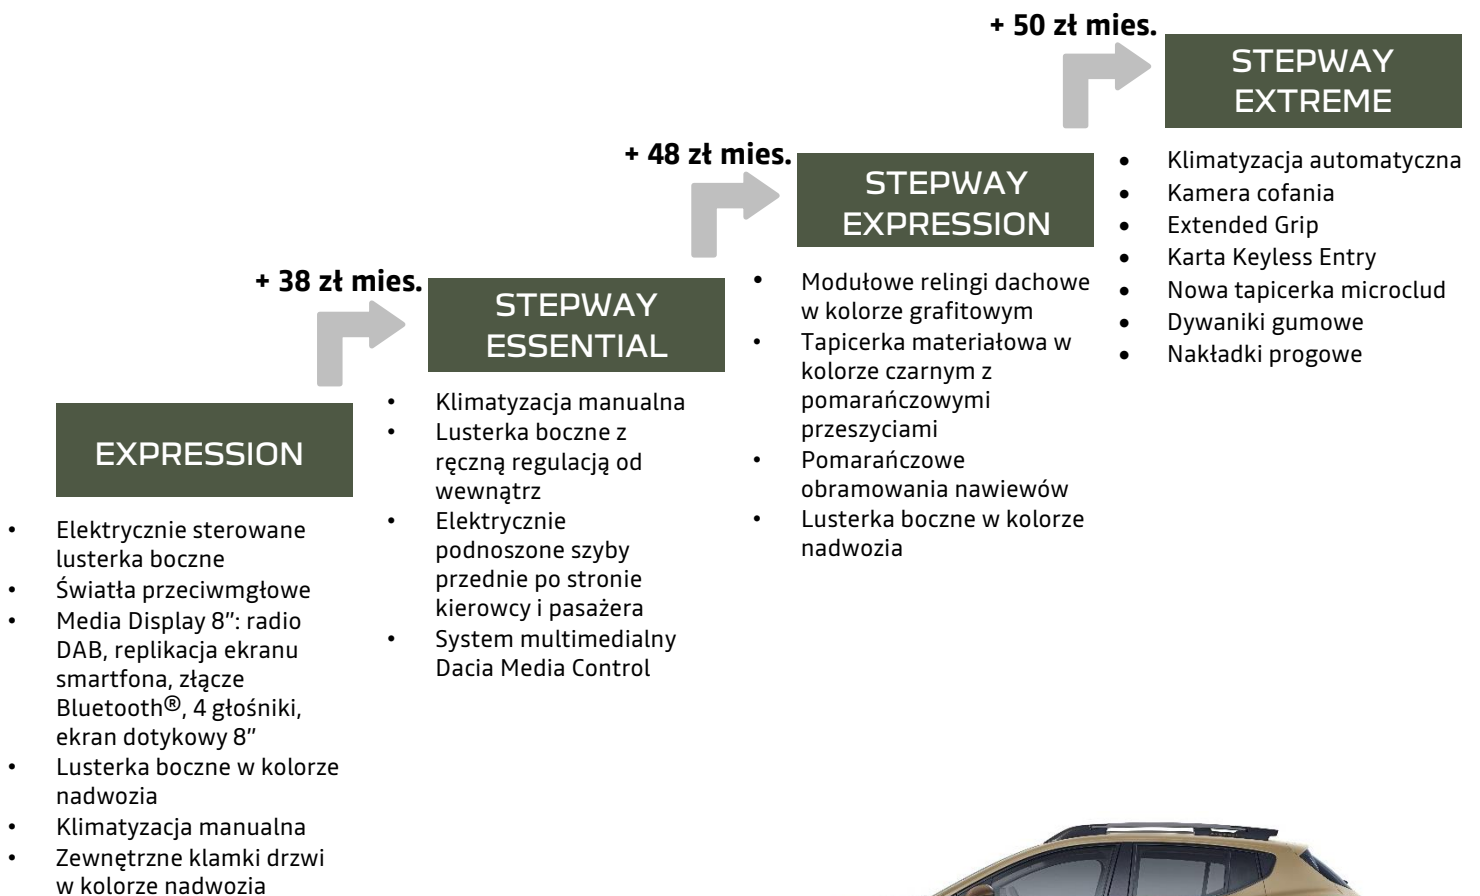 + 50 zł mies.
STEPWAY
EXTREME
• Klimatyzacja automatyczna
• Kamera cofania
• Extended Grip
• Karta Keyless Entry
• Nowa tapicerka microclud
• Dywaniki gumowe
• Nakładki progowe
+ 48 zł mies.
STEPWAY
EXPRESSION
• Modułowe relingi dachowe
w kolorze grafitowym
• Tapicerka materiałowa w
kolorze czarnym z
pomarańczowymi
przeszyciami
• Pomarańczowe
obramowania nawiewów
• Lusterka boczne w kolorze
nadwozia
+ 38 zł mies.
STEPWAY
ESSENTIAL
• Klimatyzacja manualna
• Lusterka boczne z
ręczną regulacją od
wewnątrz
• Elektrycznie
podnoszone szyby
przednie po stronie
kierowcy i pasażera
• System multimedialny
Dacia Media Control
EXPRESSION
• Elektrycznie sterowane
lusterka boczne
• Światła przeciwmgłowe
• Media Display 8”: radio
DAB, replikacja ekranu
smartfona, złącze
Bluetooth®, 4 głośniki,
ekran dotykowy 8”
• Lusterka boczne w kolorze
nadwozia
• Klimatyzacja manualna
• Zewnętrzne klamki drzwi
w kolorze nadwozia